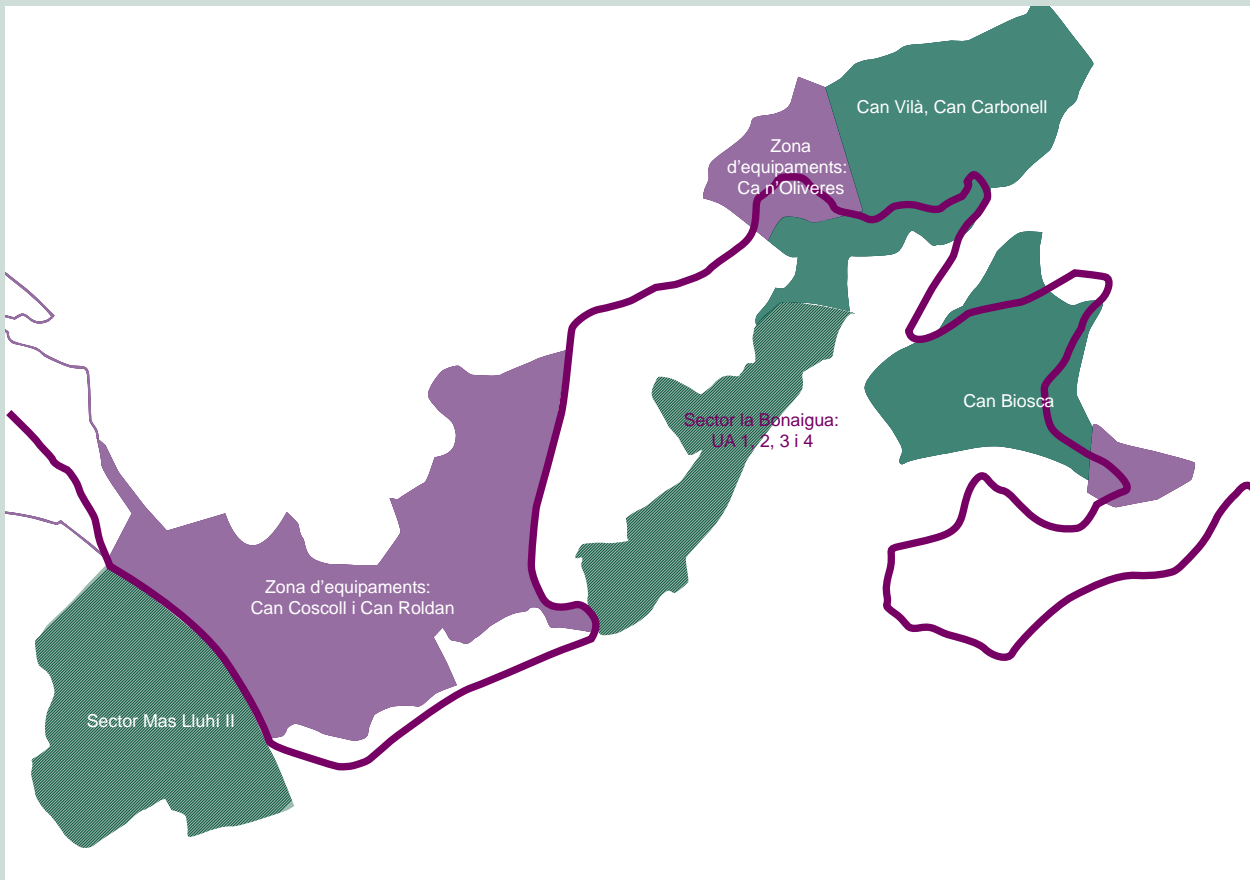 Can Vilà, Can Carbonell
Zona
d’equipaments:
Ca n’Oliveres
Can Biosca
Sector la Bonaigua:
UA 1, 2, 3 i 4
Zona d’equipaments:
Can Coscoll i Can Roldan
Sector Mas Lluhí II